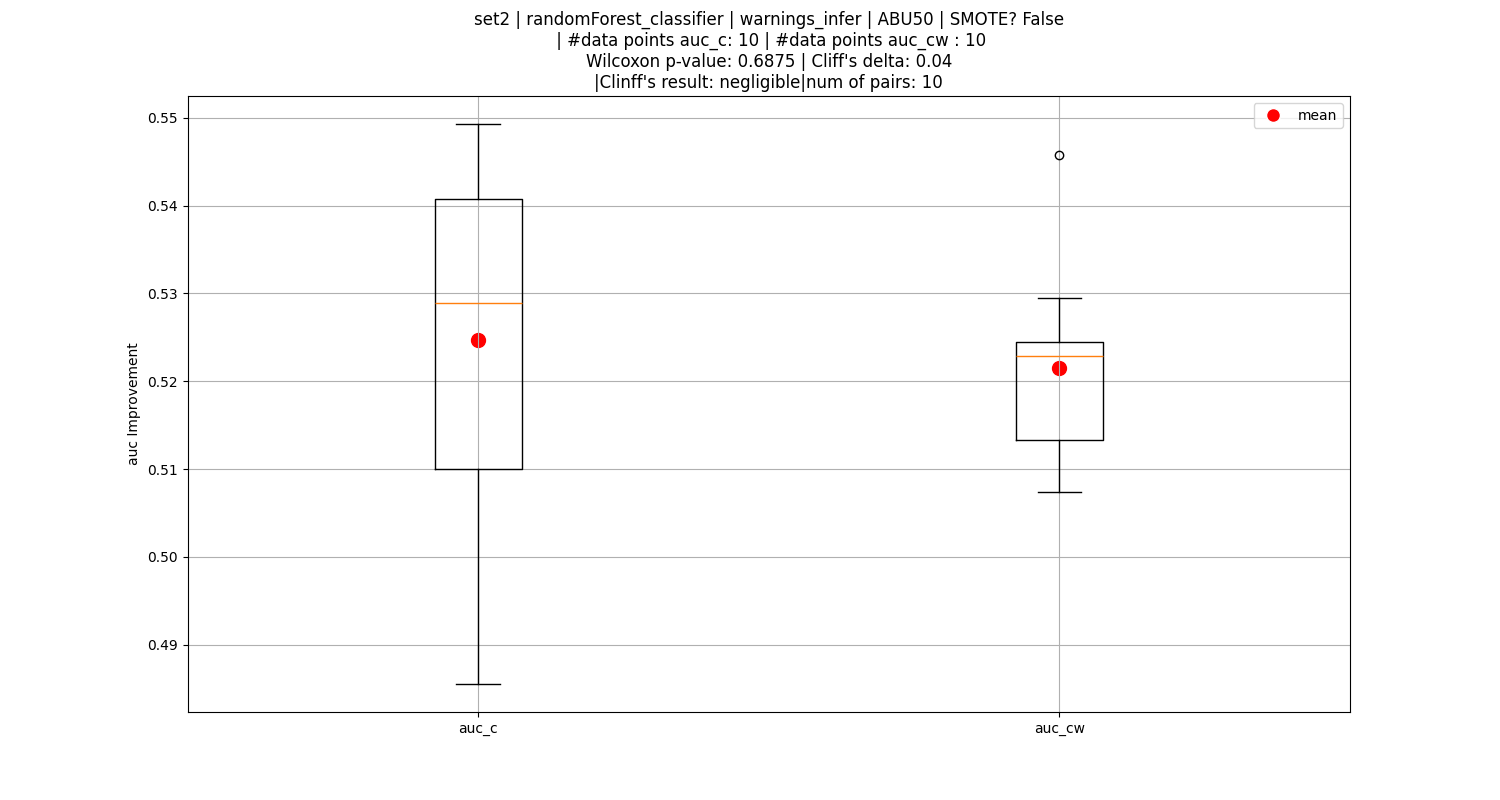 set2 | randomForest_classifier | warnings_infer | ABU50 | SMOTE? False
| #data points auc_c: 10 | #data points auc_cw : 10
Wilcoxon p-value: 0.6875 | Cliff's delta: 0.04
|Clinff's result: negligible|num of pairs: 10
mean
0.55
0.54
0.53
0.52
0.51
0.50
0.49
auc Improvement
auc_c
auc_cw